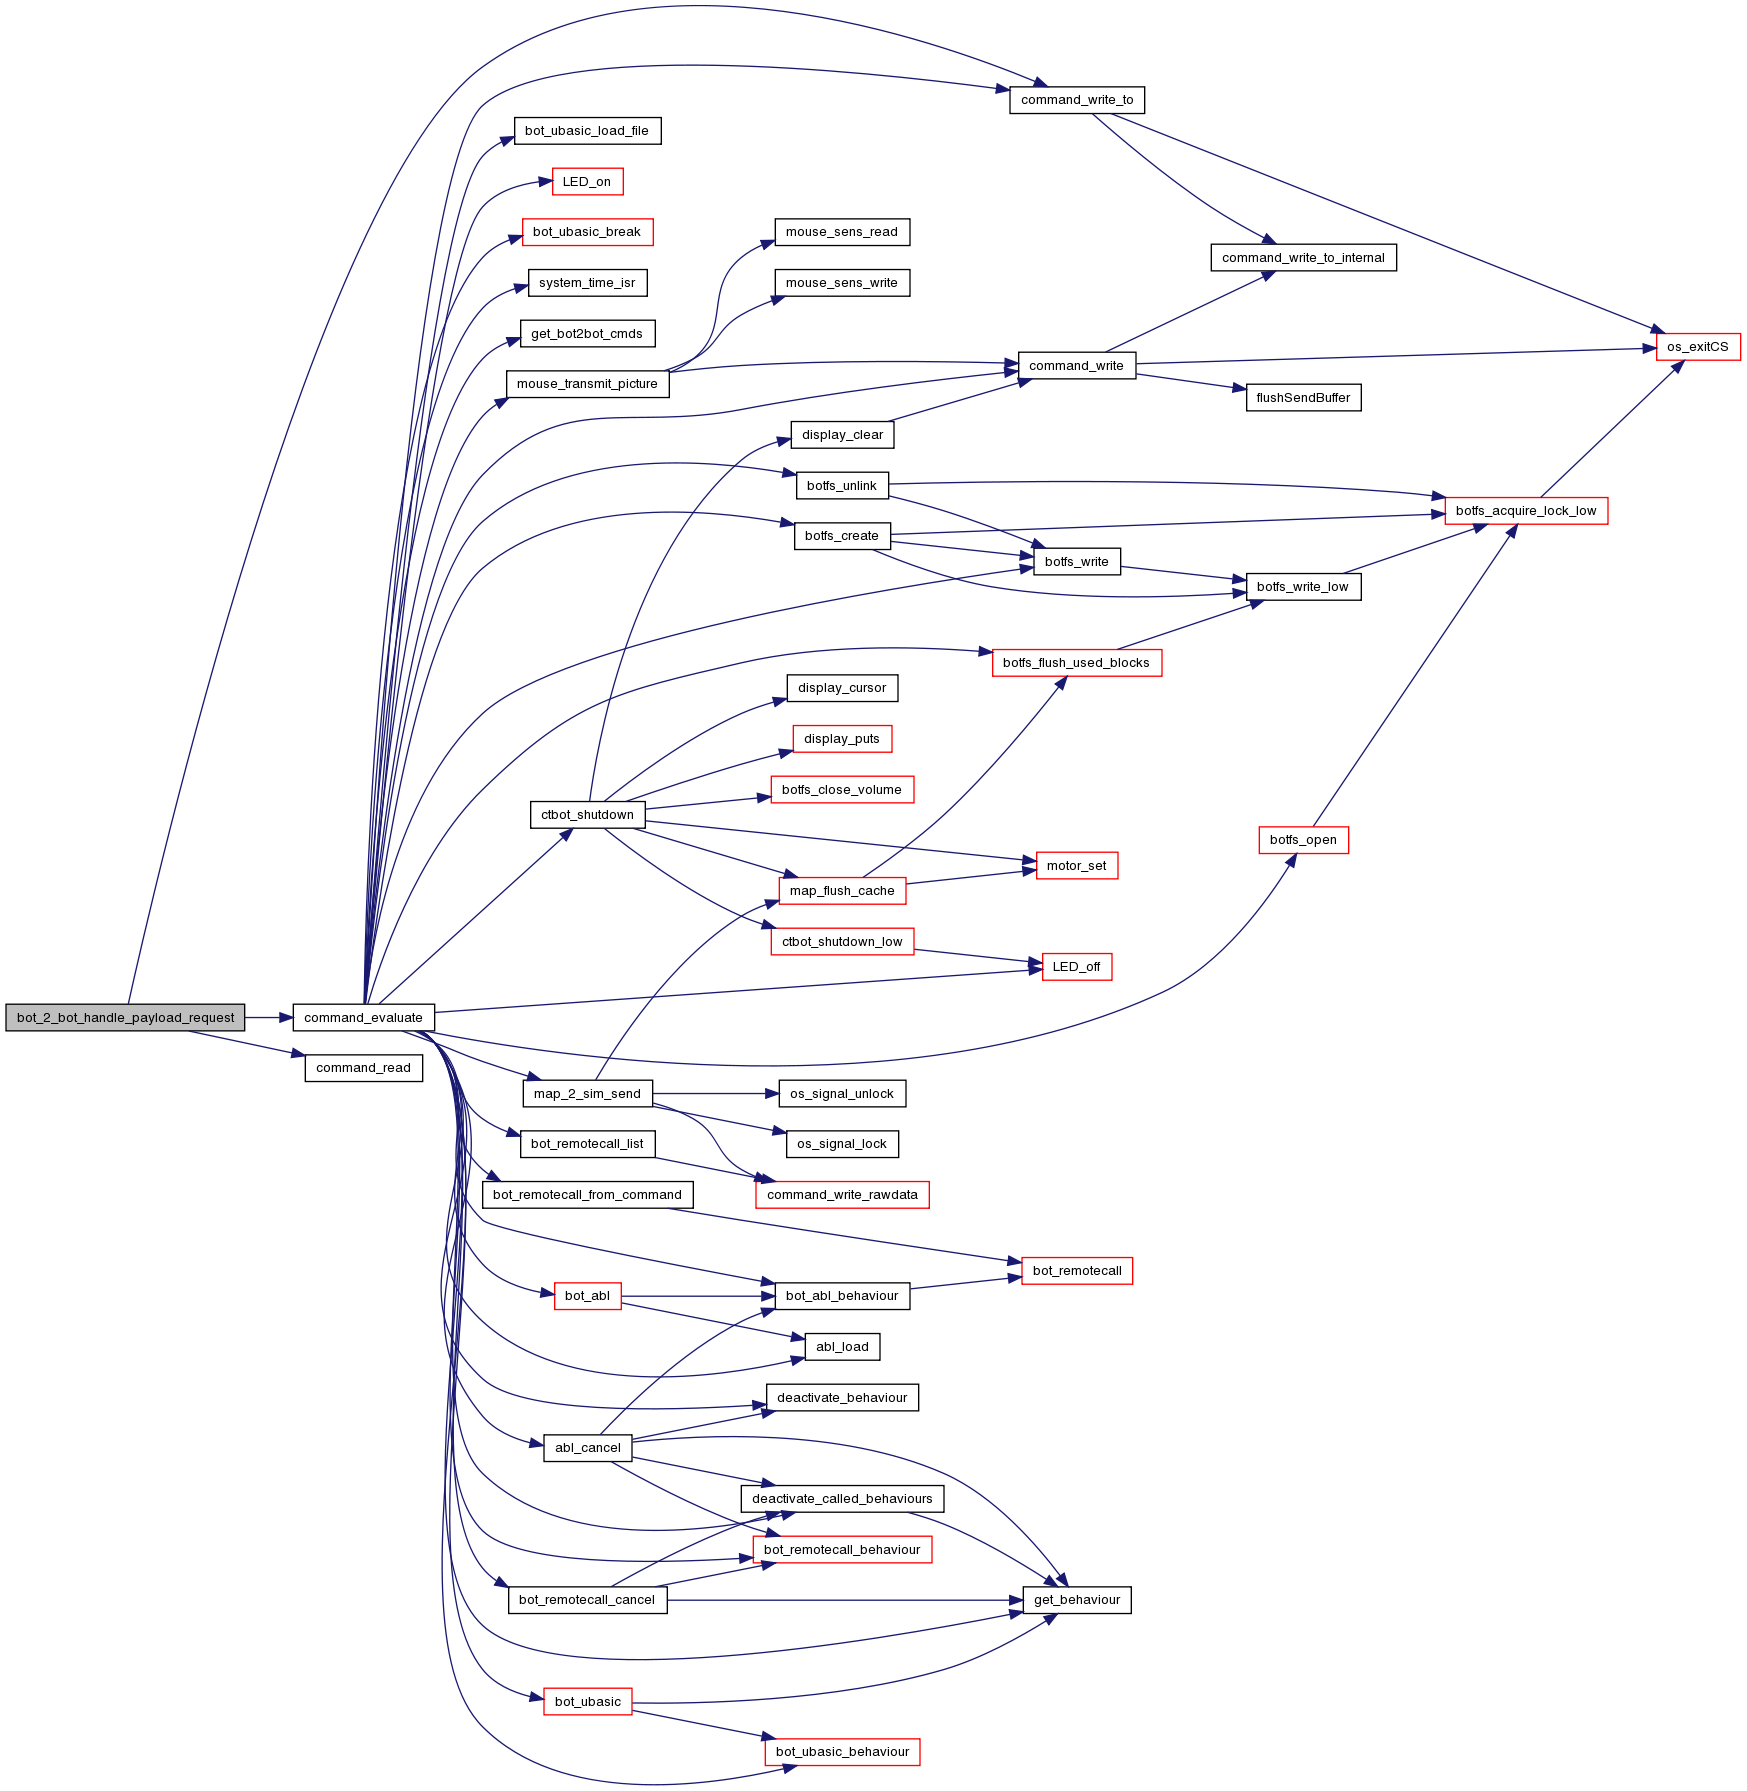 command_write_to
bot_ubasic_load_file
LED_on
bot_ubasic_break
mouse_sens_read
command_write_to_internal
system_time_isr
mouse_sens_write
get_bot2bot_cmds
os_exitCS
command_write
mouse_transmit_picture
flushSendBuffer
display_clear
botfs_unlink
botfs_acquire_lock_low
botfs_create
botfs_write
botfs_write_low
botfs_flush_used_blocks
display_cursor
display_puts
botfs_close_volume
ctbot_shutdown
botfs_open
motor_set
map_flush_cache
ctbot_shutdown_low
LED_off
bot_2_bot_handle_payload_request
command_evaluate
command_read
map_2_sim_send
os_signal_unlock
bot_remotecall_list
os_signal_lock
bot_remotecall_from_command
command_write_rawdata
bot_remotecall
bot_abl
bot_abl_behaviour
abl_load
deactivate_behaviour
abl_cancel
deactivate_called_behaviours
bot_remotecall_behaviour
bot_remotecall_cancel
get_behaviour
bot_ubasic
bot_ubasic_behaviour